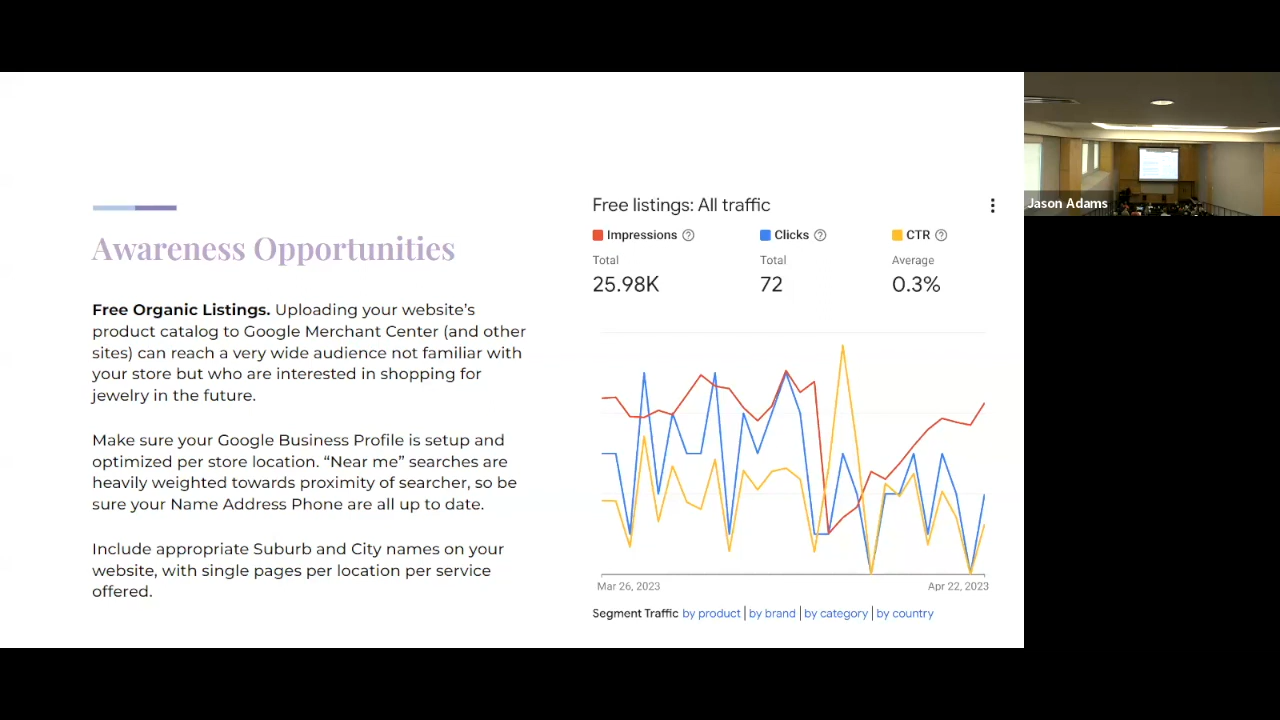 Awareness Opportunities
Free Organic Listings. Uploading your website’s
product catalog to Google Merchant Center (and other
sites) can reach a very wide audience not familiar with
your store but who are interested in shopping for
jewelry in the future.
Make sure your Google Business Profile is setup and
optimized per store location. “Near me” searches are
heavily weighted towards proximity of searcher, so be
sure your Name Address Phone are all up to date.
Include appropriate Suburb and City names on your
website, with single pages per location per service
offered.
Free listings: All traffic
Impressions Clicks CTR
Total Total Average
25.98K 72 0.3%
Mar 26, 2023 Apr 22, 2023
Segment Traffic by product | by brand | by category | by country
Jason Adams